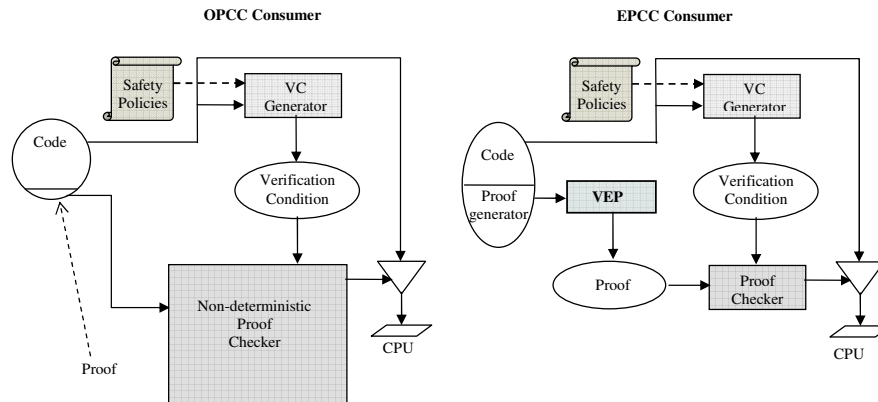 OPCC Consumer
Safety
Policies
VC
Generator
Code
Verification
Condition
Non-deterministic
Proof
Checker
CPU
Proof
EPCC Consumer
Safety
Policies
VC
Generator
Code
Proof
generator
VEP
Verification
Condition
Proof
Proof
Checker
CPU